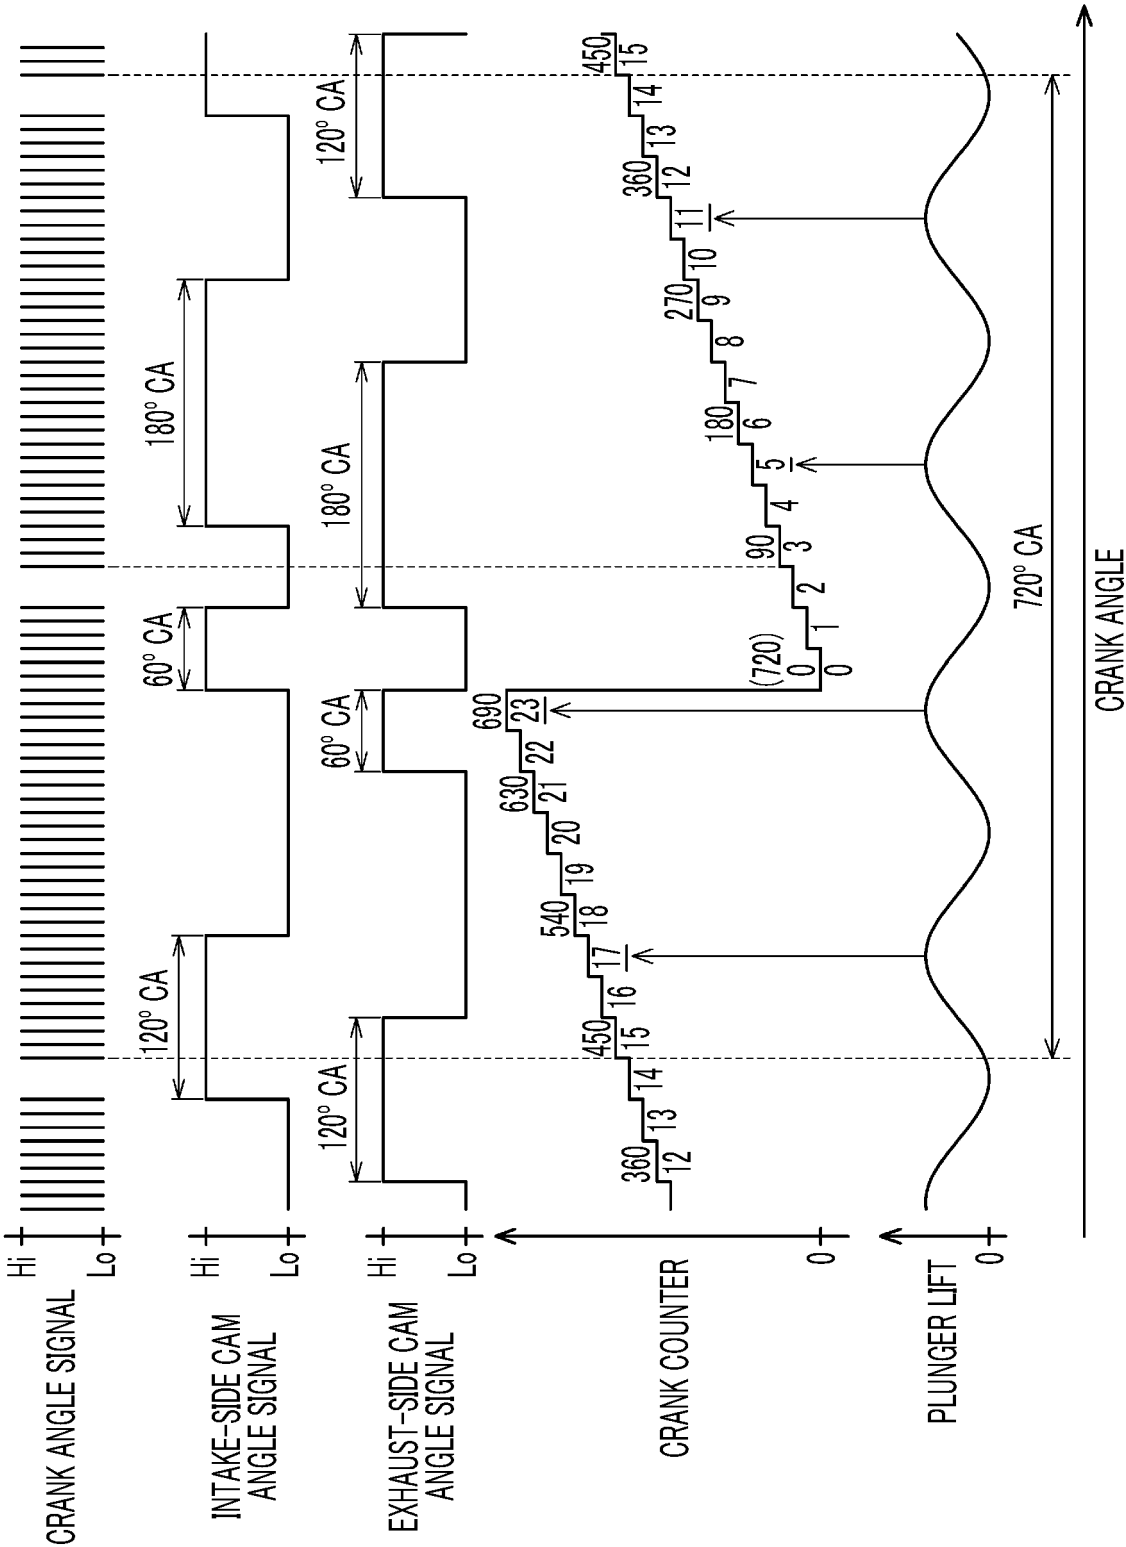 CRANK ANGLE SIGNAL
Hi
Lo
INTAKE-SIDE CAM
ANGLE SIGNAL
Hi
Lo
120° CA
60° CA
180° CA
EXHAUST-SIDE CAM
ANGLE SIGNAL
Hi
Lo
120° CA
60° CA
180° CA
120° CA
CRANK COUNTER
0
360
450
540
630
690
(720)
0
90
180
270
360
450
12
13
14
15
16
17
18
19
20
21
22
23
0
1
2
3
4
5
6
7
8
9
10
11
12
13
14
15
PLUNGER LIFT
0
720° CA
CRANK ANGLE